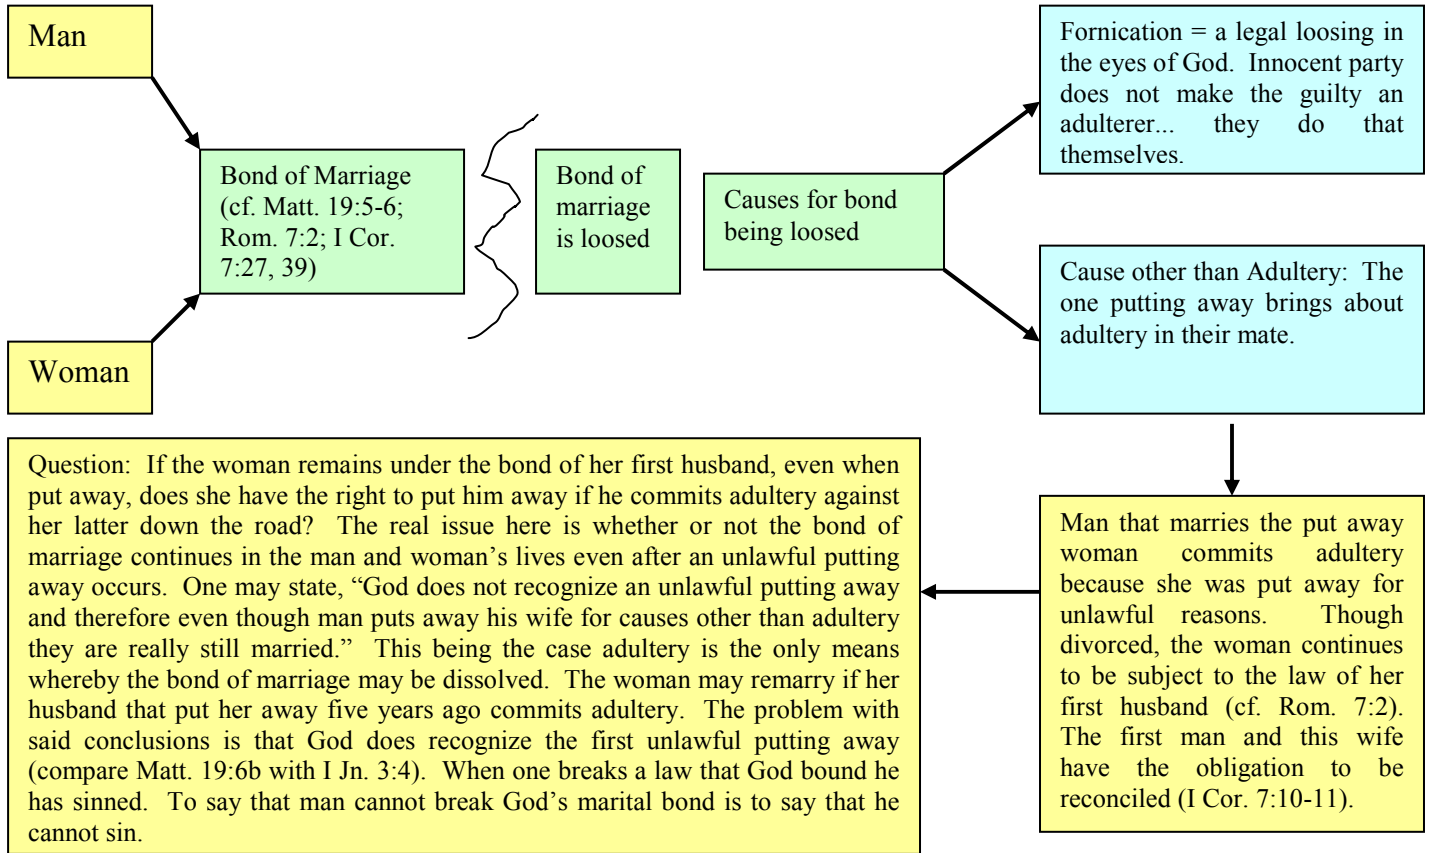 Man
Woman
Bond of Marriage
(cf. Matt. 19:5-6;
Rom. 7:2; I Cor.
7:27, 39)
Bond of
marriage
is loosed
Causes for bond
being loosed
Fornication = a legal loosing in
the eyes of God. Innocent party
does not make the guilty an
adulterer... they do that
themselves.
Cause other than Adultery: The
one putting away brings about
adultery in their mate.
Man that marries the put away
woman commits adultery
because she was put away for
unlawful reasons. Though
divorced, the woman continues
to be subject to the law of her
first husband (cf. Rom. 7:2).
The first man and this wife
have the obligation to be
reconciled (I Cor. 7:10-11).
Question: If the woman remains under the bond of her first husband, even when
put away, does she have the right to put him away if he commits adultery against
her latter down the road? The real issue here is whether or not the bond of
marriage continues in the man and woman's lives even after an unlawful putting
away occurs. One may state, “God does not recognize an unlawful putting away
and therefore even though man puts away his wife for causes other than adultery
they are really still married.” This being the case adultery is the only means
whereby the bond of marriage may be dissolved. The woman may remarry if her
husband that put her away five years ago commits adultery. The problem with
said conclusions is that God does recognize the first unlawful putting away
(compare Matt. 19:6b with I Jn. 3:4). When one breaks a law that God bound he
has sinned. To say that man cannot break God's marital bond is to say that he
cannot sin.